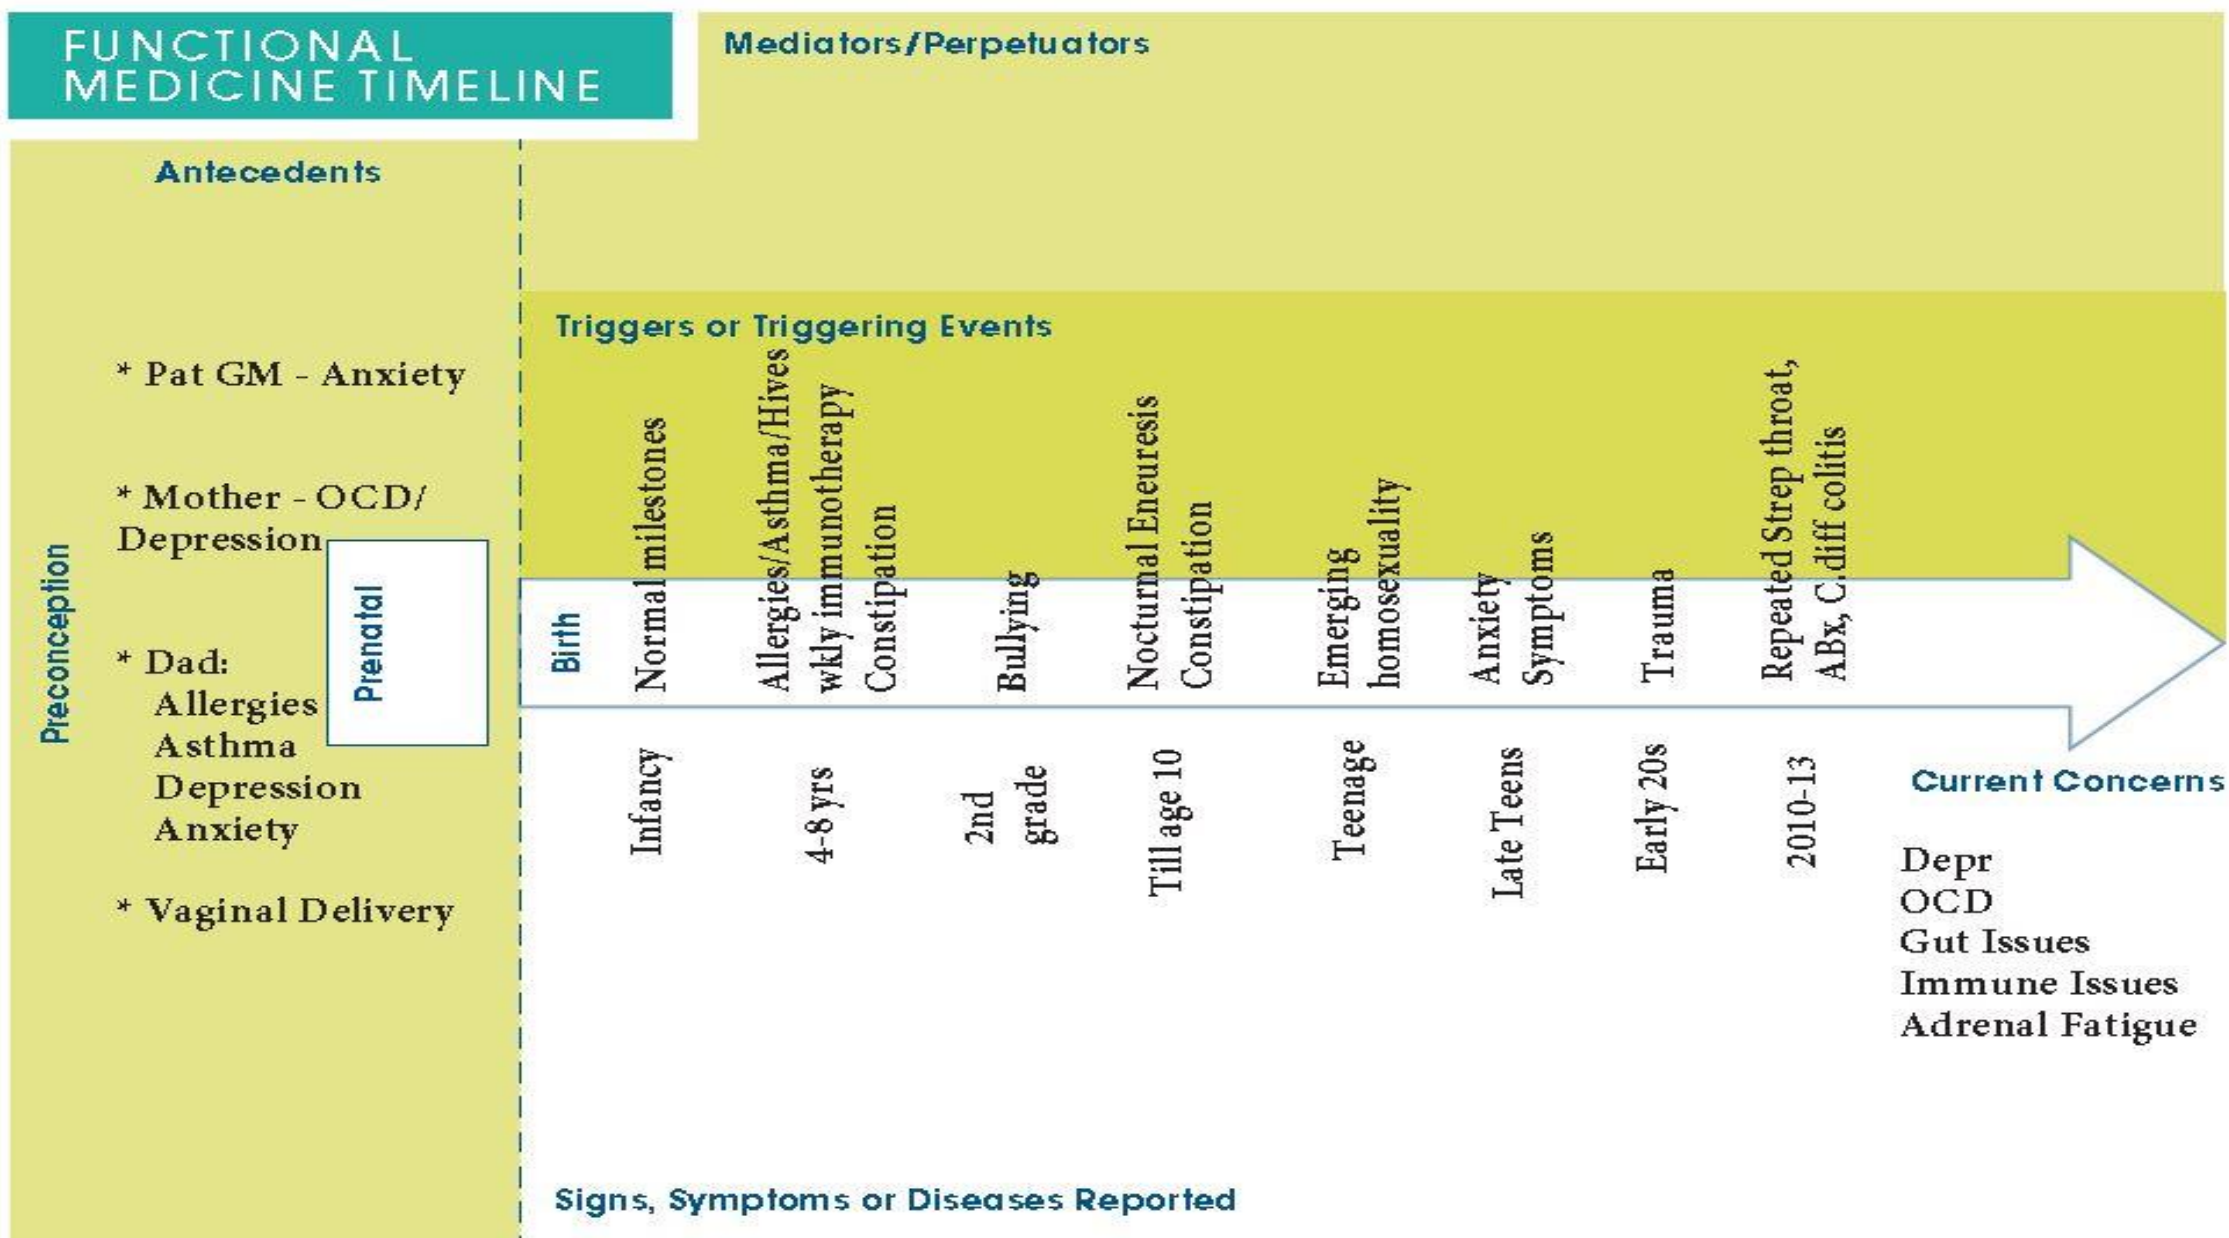 FUNCTIONAL
MEDICINE TIMELINE
Mediators/Perpetuators
Antecedents
Triggers or Triggering Events
* Pat GM - Anxiety
* Mother - OCD/
Depression
Preconception
Prenatal
* Dad:
Allergies
Asthma
Depression
Anxiety
* Vaginal Delivery
Birth
Normal milestones
Allergies/Asthma/Hives
wkly immunotherapy
Constipation
Bullying
Nocturnal Eneuresis
Constipation
Emerging
homosexuality
Anxiety
Symptoms
Trauma
Repeated Strep throat,
ABx, C.diff colitis
Infancy
4-8 yrs
2nd
grade
Till age 10
Teenage
Late Teens
Early 20s
2010-13
Current Concerns
Depr
OCD
Gut Issues
Immune Issues
Adrenal Fatigue
Signs, Symptoms or Diseases Reported